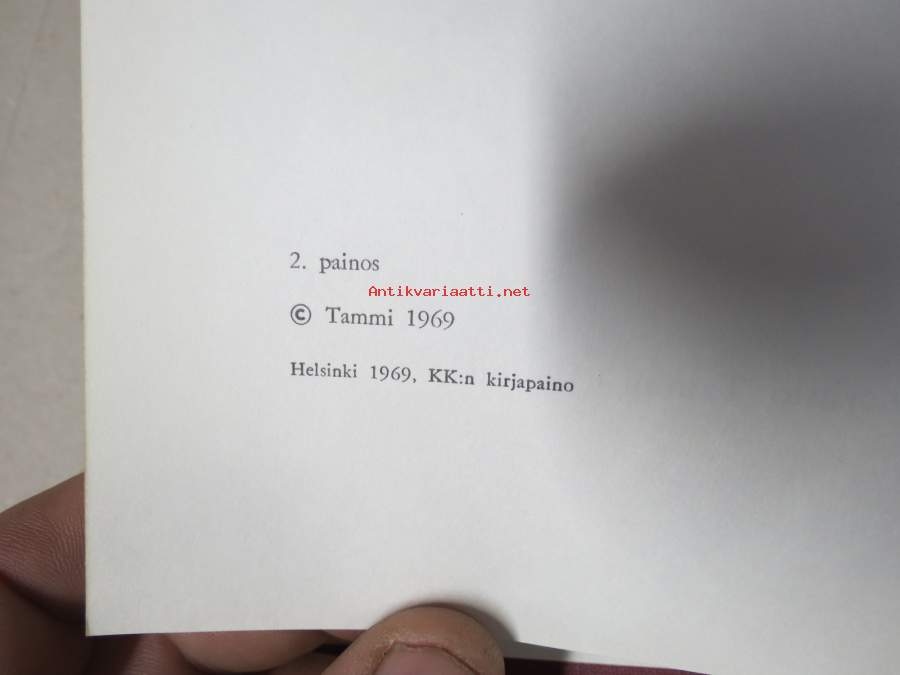 2. painos
Antikvariaatti.net
© Tammi 1969
Helsinki 1969, KK:n kirjapaino